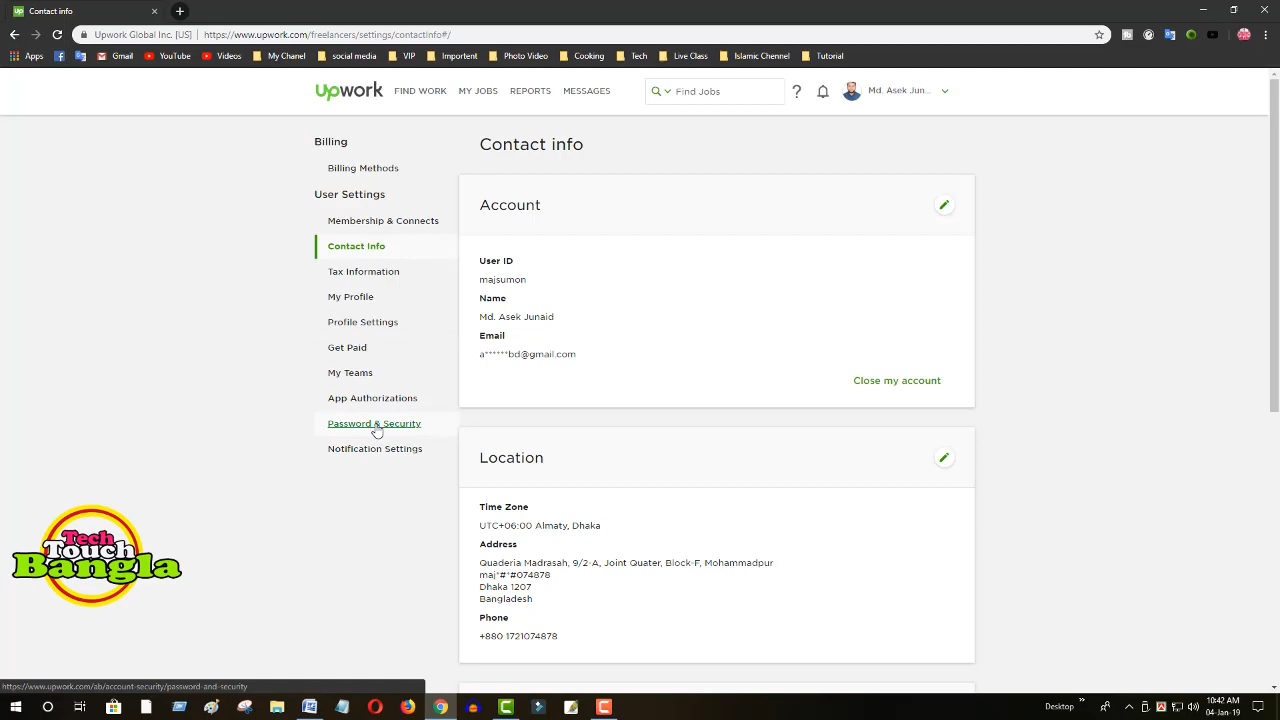 up Contact info
Upwork Global Inc. [US] | https://www.upwork.com/freelancers/settings/contactInfo#/
Apps Gmail YouTube Videos My Chanel social media VIP Importent Photo Video Cooking Tech Live Class Islamic Channel Tutorial
upwork FIND WORK MY JOBS REPORTS MESSAGES Find Jobs ? Md. Asek Jun...
Billing
Billing Methods
User Settings
Membership & Connects
Contact Info
Tax Information
My Profile
Profile Settings
Get Paid
My Teams
App Authorizations
Password & Security
Notification Settings
Contact info
Account
User ID
majsumon
Name
Md. Asek Junaid
Email
a******bd@gmail.com
Close my account
Location
Time Zone
UTC+06:00 Almaty, Dhaka
Address
Quaderia Madrasah, 9/2-A, Joint Quater, Block-F, Mohammadpur
maj*#*#074878
Dhaka 1207
Bangladesh
Phone
+880 1721074878
Tech
Touch
Bangla
https://www.upwork.com/ab/account-security/password-and-security
Desktop
10:42 AM
04-Jan-19